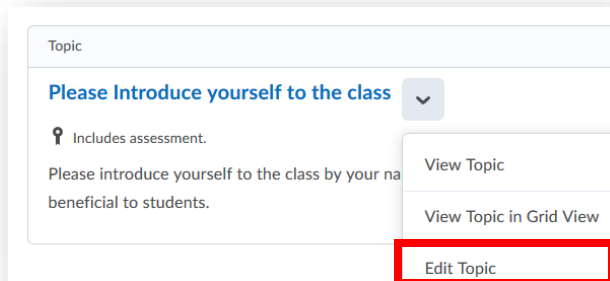 Topic
Please Introduce yourself to the class
Includes assessment.
Please introduce yourself to the class by your
beneficial to students.
View Topic
View Topic in Grid View
Edit Topic